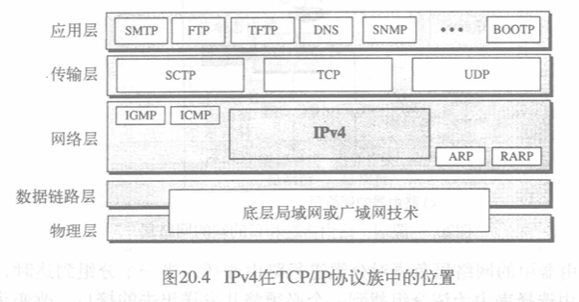 应用层 SMTP FTP TFTP DNS SNMP ••• BOOTP
传输层 SCTP TCP UDP
IGMP ICMP
网络层 IPv4
ARP RARP
数据链路层
底层局域网或广域网技术
物理层
图20.4 IPv4在TCP/IP协议族中的位置